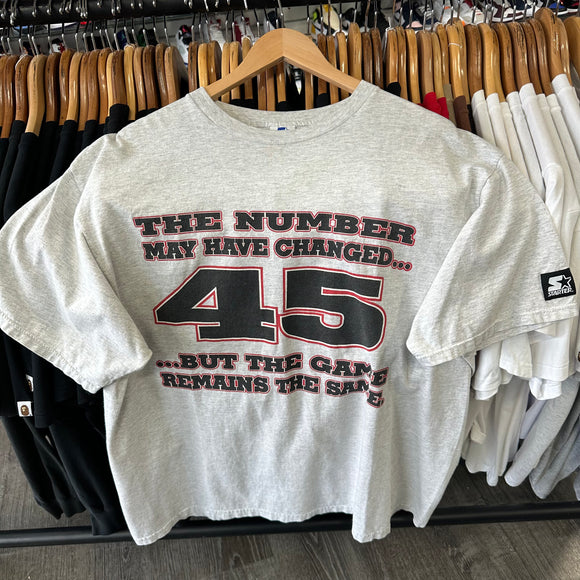 THE NUMBER
MAY HAVE CHANGED...
45
...BUT THE GAME
REMAINS THE SAME
STARTER